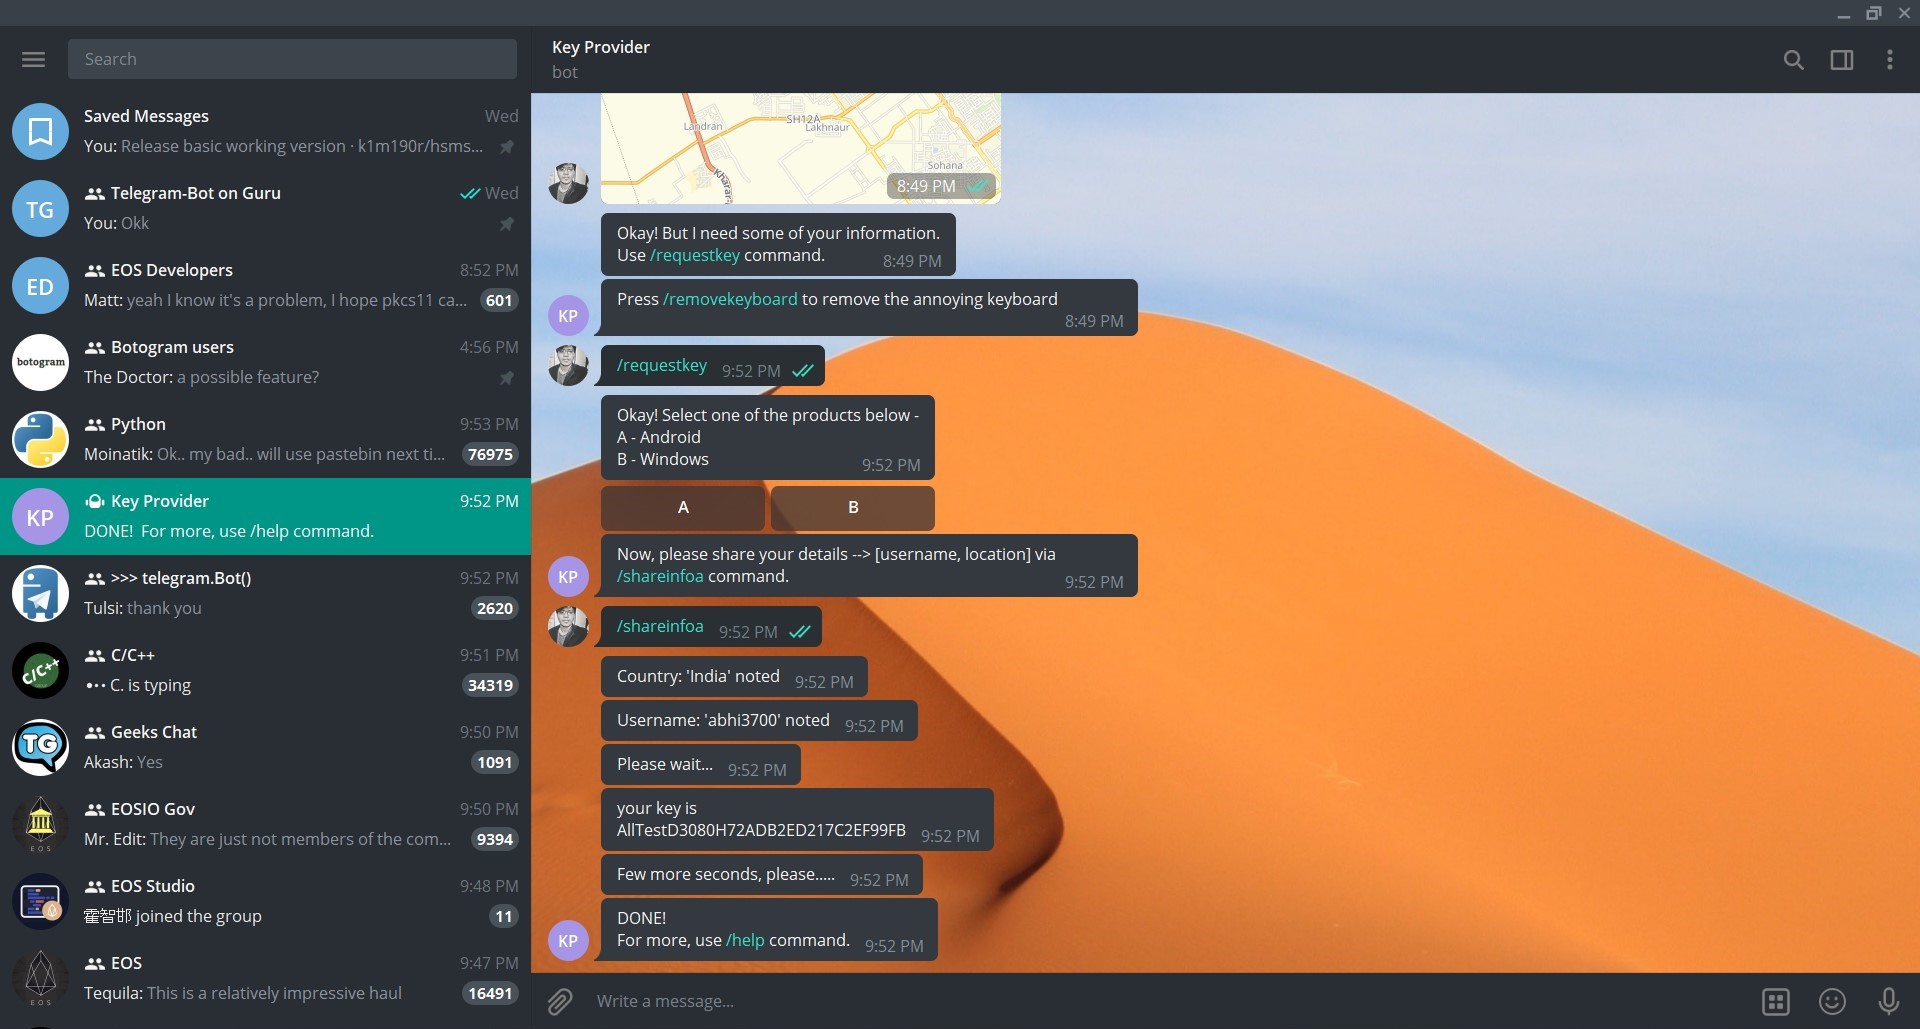 Search
Saved Messages
Wed
You: Release basic working version · k1m190r/hsms...
TG
Telegram-Bot on Guru
Wed
You: Okk
ED
EOS Developers
8:52 PM
Matt: yeah I know it's a problem, I hope pkcs11 ca...
601
botogram
Botogram users
4:56 PM
The Doctor: a possible feature?
Python
9:53 PM
Moinatik: Ok.. my bad.. will use pastebin next ti...
76975
KP
Key Provider
9:52 PM
DONE!  For more, use /help command.
>>> telegram.Bot()
9:52 PM
Tulsi: thank you
2620
C/C++
C/C++
9:51 PM
C. is typing
34319
TG
Geeks Chat
9:50 PM
Akash: Yes
1091
EOS
EOSIO Gov
9:50 PM
Mr. Edit: They are just not members of the com...
9394
EOS Studio
9:48 PM
霍智邯 joined the group
11
EOS
EOS
9:47 PM
Tequila: This is a relatively impressive haul
16491
Key Provider
bot
Landran
SH12A
Lakhnaur
Sohana
8:49 PM
Okay! But I need some of your information.
Use /requestkey command.
8:49 PM
KP
Press /removekeyboard to remove the annoying keyboard
8:49 PM
/requestkey
9:52 PM
Okay! Select one of the products below -
A - Android
B - Windows
9:52 PM
A
B
KP
Now, please share your details --> [username, location] via
/shareinfoa command.
9:52 PM
/shareinfoa
9:52 PM
Country: 'India' noted
9:52 PM
Username: 'abhi3700' noted
9:52 PM
Please wait...
9:52 PM
your key is
AllTestD3080H72ADB2ED217C2EF99FB
9:52 PM
Few more seconds, please.....
9:52 PM
KP
DONE!
For more, use /help command.
9:52 PM
Write a message...